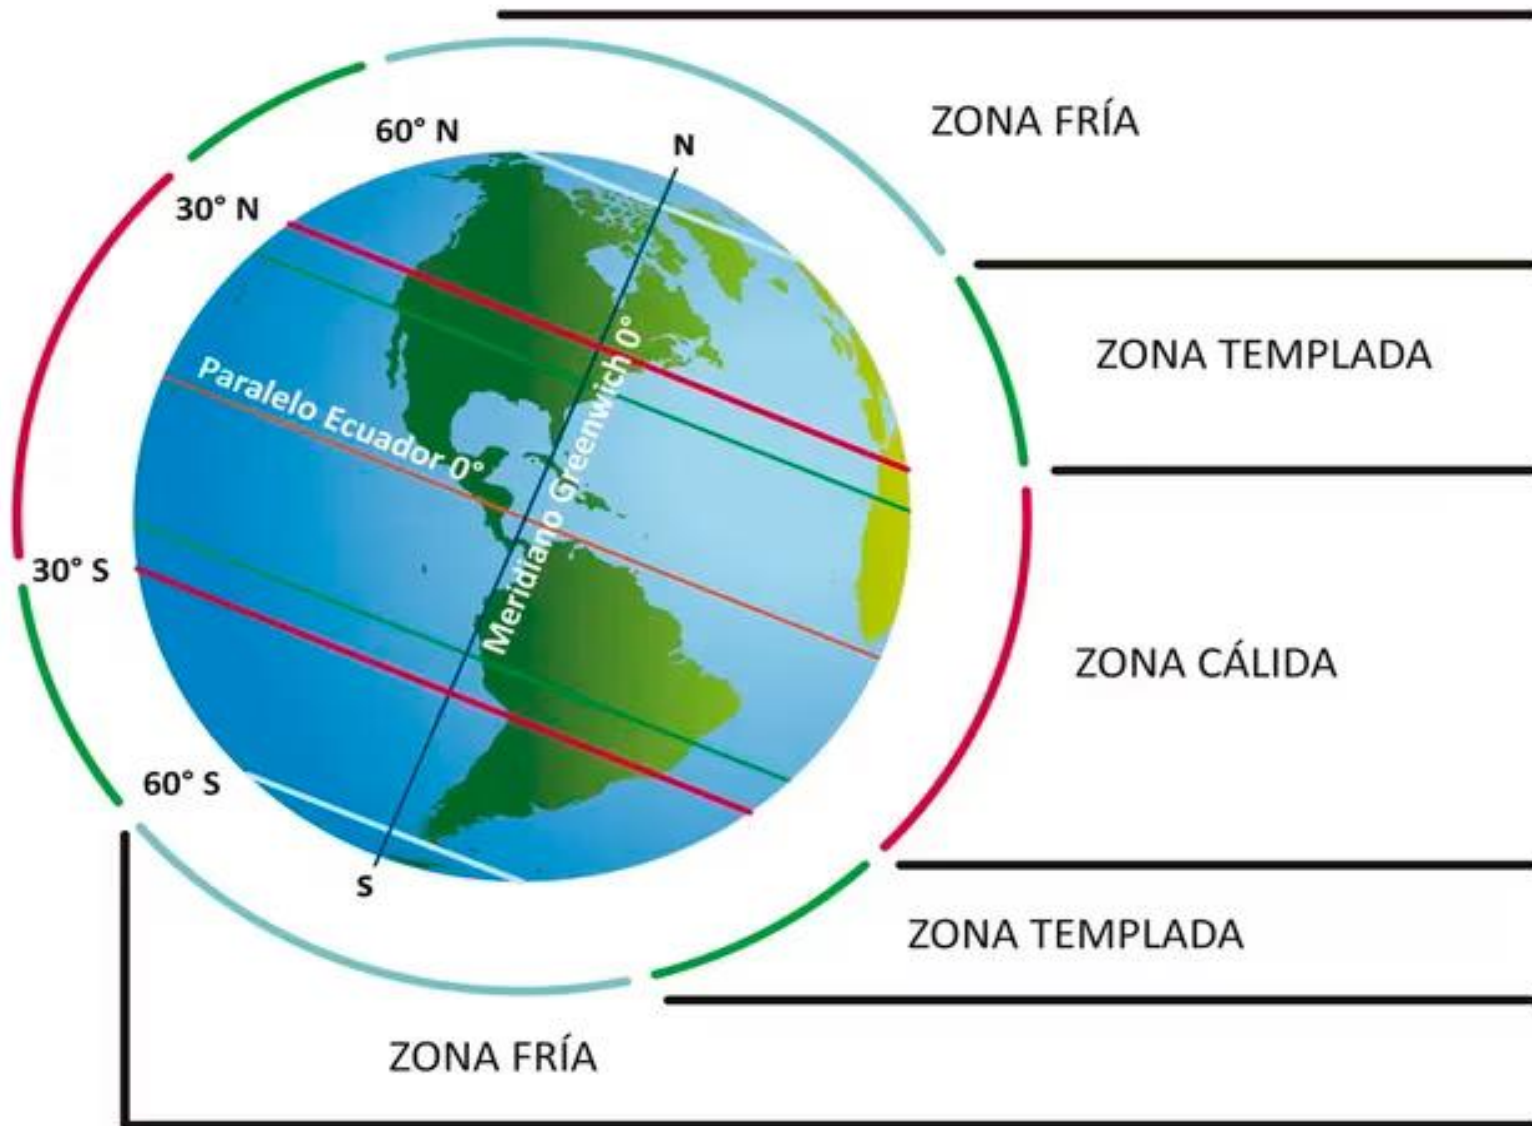 60° N
N
ZONA FRÍA
30° N
ZONA TEMPLADA
Paralelo Ecuador 0°
Meridiano Greenwich 0°
30° S
ZONA CÁLIDA
60° S
S
ZONA TEMPLADA
ZONA FRÍA